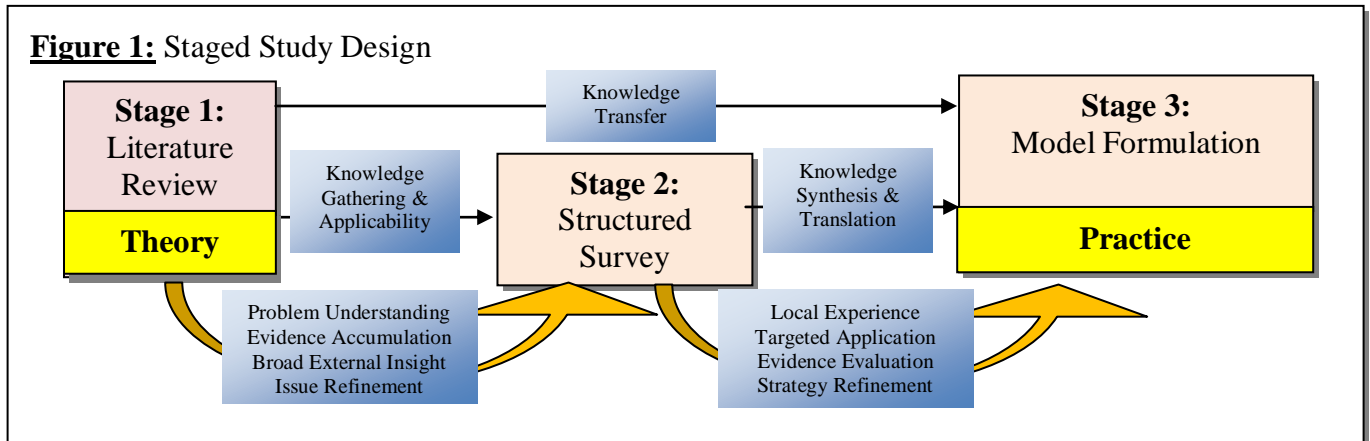 Figure 1: Staged Study Design
Stage 1:
Literature
Review
Theory
Knowledge
Transfer
Knowledge
Gathering &
Applicability
Stage 2:
Structured
Survey
Knowledge
Synthesis &
Translation
Stage 3:
Model Formulation
Practice
Problem Understanding
Evidence Accumulation
Broad External Insight
Issue Refinement
Local Experience
Targeted Application
Evidence Evaluation
Strategy Refinement